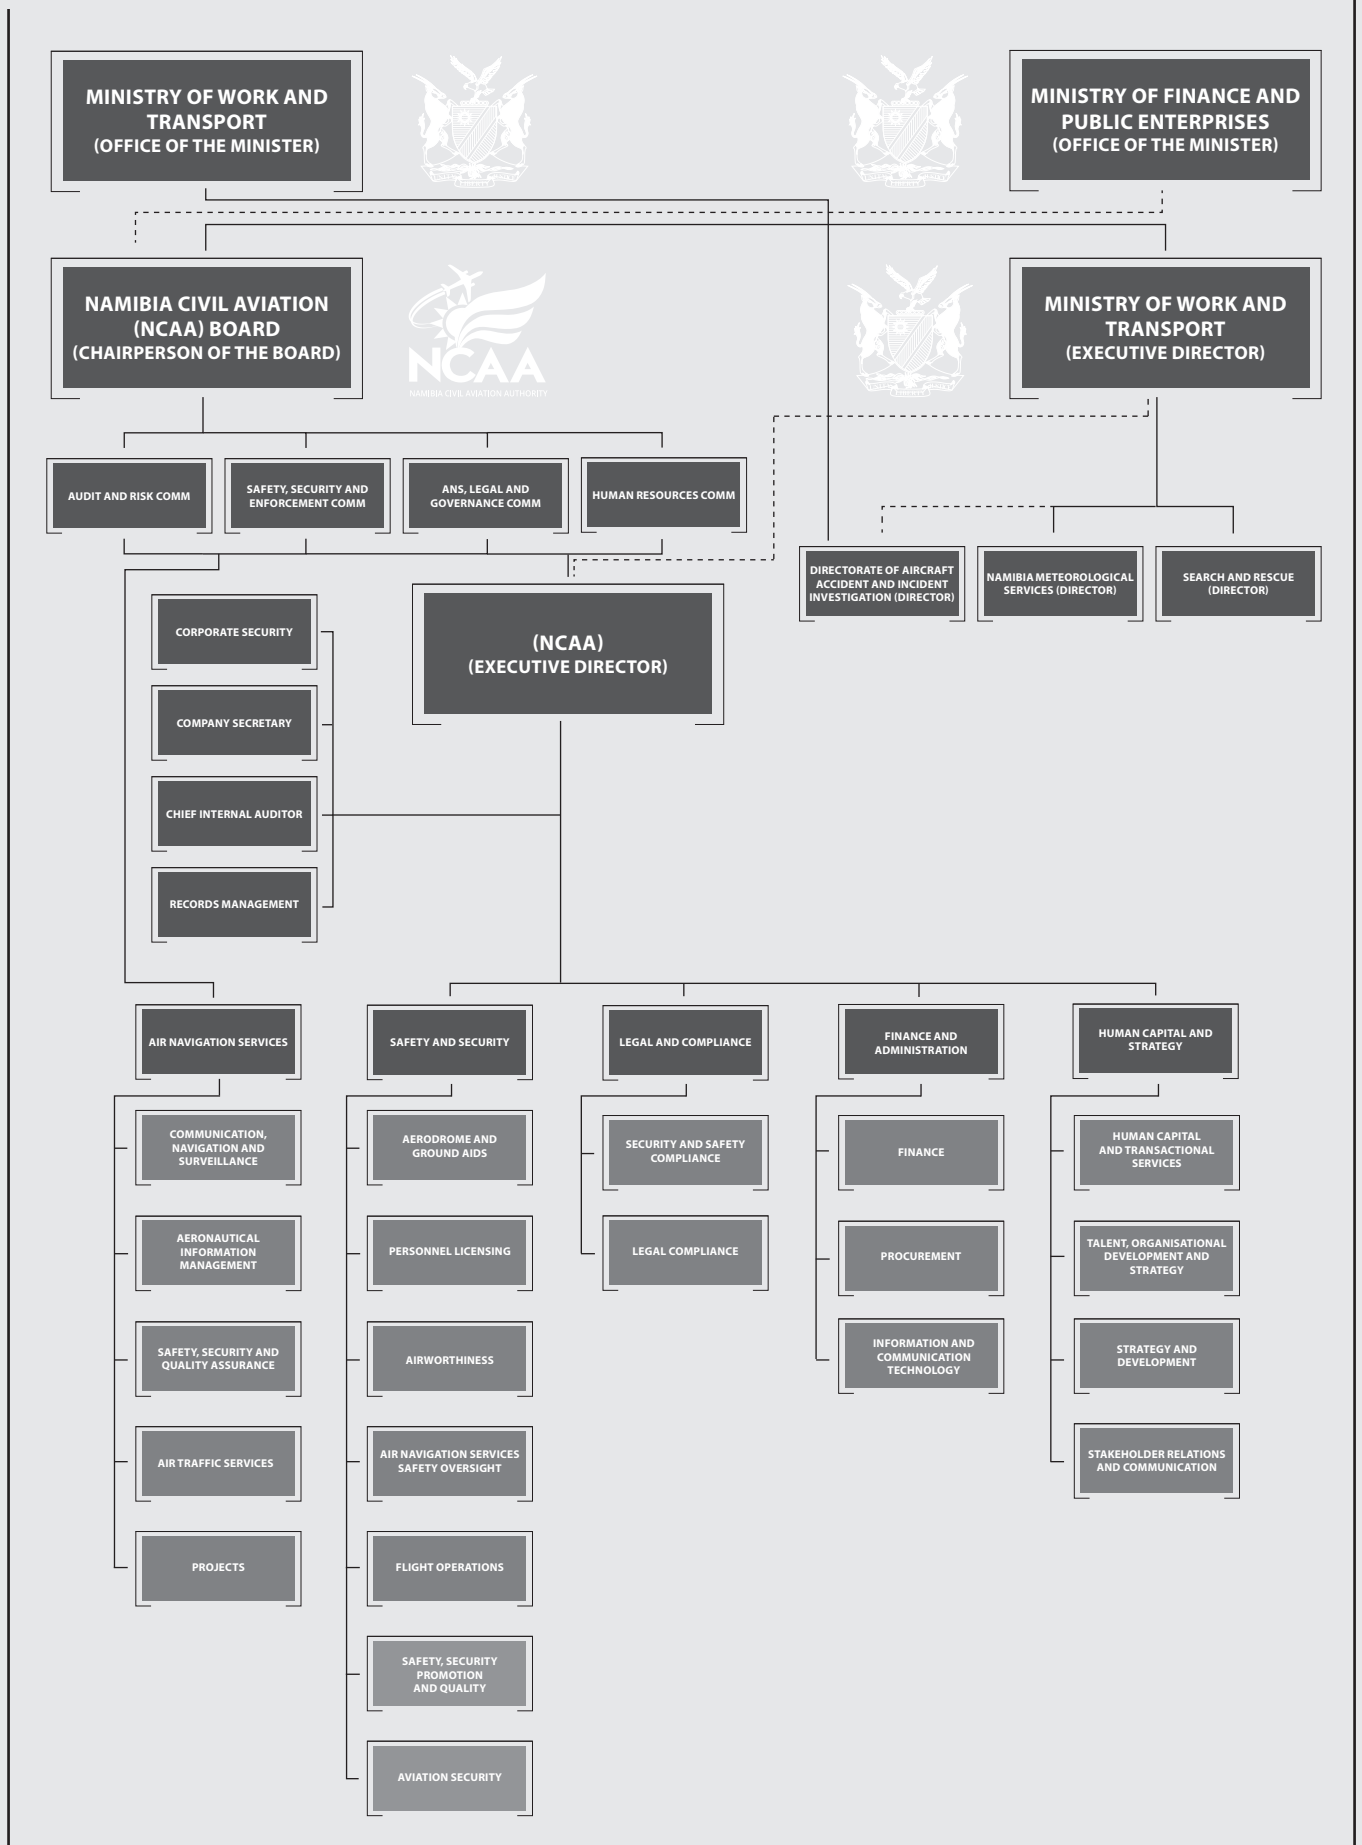 MINISTRY OF WORK AND
TRANSPORT
(OFFICE OF THE MINISTER)
MINISTRY OF FINANCE AND
PUBLIC ENTERPRISES
(OFFICE OF THE MINISTER)
NAMIBIA CIVIL AVIATION
(NCAA) BOARD
(CHAIRPERSON OF THE BOARD)
NCAA
NAMIBIA CIVIL AVIATION AUTHORITY
MINISTRY OF WORK AND
TRANSPORT
(EXECUTIVE DIRECTOR)
AUDIT AND RISK COMM
SAFETY, SECURITY AND
ENFORCEMENT COMM
ANS, LEGAL AND
GOVERNANCE COMM
HUMAN RESOURCES COMM
DIRECTORATE OF AIRCRAFT
ACCIDENT AND INCIDENT
INVESTIGATION (DIRECTOR)
NAMIBIA METEOROLOGICAL
SERVICES (DIRECTOR)
SEARCH AND RESCUE
(DIRECTOR)
(NCAA)
(EXECUTIVE DIRECTOR)
CORPORATE SECURITY
COMPANY SECRETARY
CHIEF INTERNAL AUDITOR
RECORDS MANAGEMENT
AIR NAVIGATION SERVICES
COMMUNICATION,
NAVIGATION AND
SURVEILLANCE
AERONAUTICAL
INFORMATION
MANAGEMENT
SAFETY, SECURITY AND
QUALITY ASSURANCE
AIR TRAFFIC SERVICES
PROJECTS
SAFETY AND SECURITY
AERODROME AND
GROUND AIDS
PERSONNEL LICENSING
AIRWORTHINESS
AIR NAVIGATION SERVICES
SAFETY OVERSIGHT
FLIGHT OPERATIONS
SAFETY, SECURITY
PROMOTION
AND QUALITY
AVIATION SECURITY
LEGAL AND COMPLIANCE
SECURITY AND SAFETY
COMPLIANCE
LEGAL COMPLIANCE
FINANCE AND
ADMINISTRATION
FINANCE
PROCUREMENT
INFORMATION AND
COMMUNICATION
TECHNOLOGY
HUMAN CAPITAL AND
STRATEGY
HUMAN CAPITAL
AND TRANSACTIONAL
SERVICES
TALENT, ORGANISATIONAL
DEVELOPMENT AND
STRATEGY
STRATEGY AND
DEVELOPMENT
STAKEHOLDER RELATIONS
AND COMMUNICATION